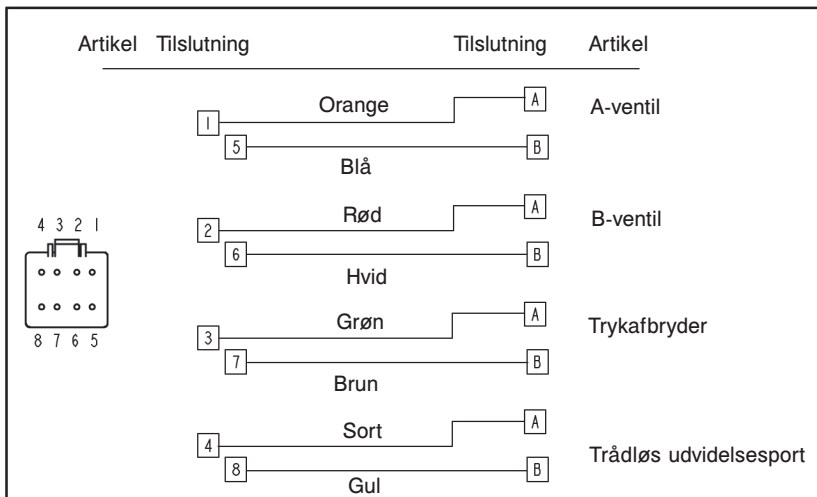 Artikel Tilslutning Tilslutning Artikel
Orange A A-ventil
1
5 B
Blå
Rød A B-ventil
2
6 B
Hvid
4 3 2 1
8 7 6 5
Grøn A Trykafbryder
3
7 B
Brun
Sort A
4 Trådløs udvidelsesport
8 B
Gul